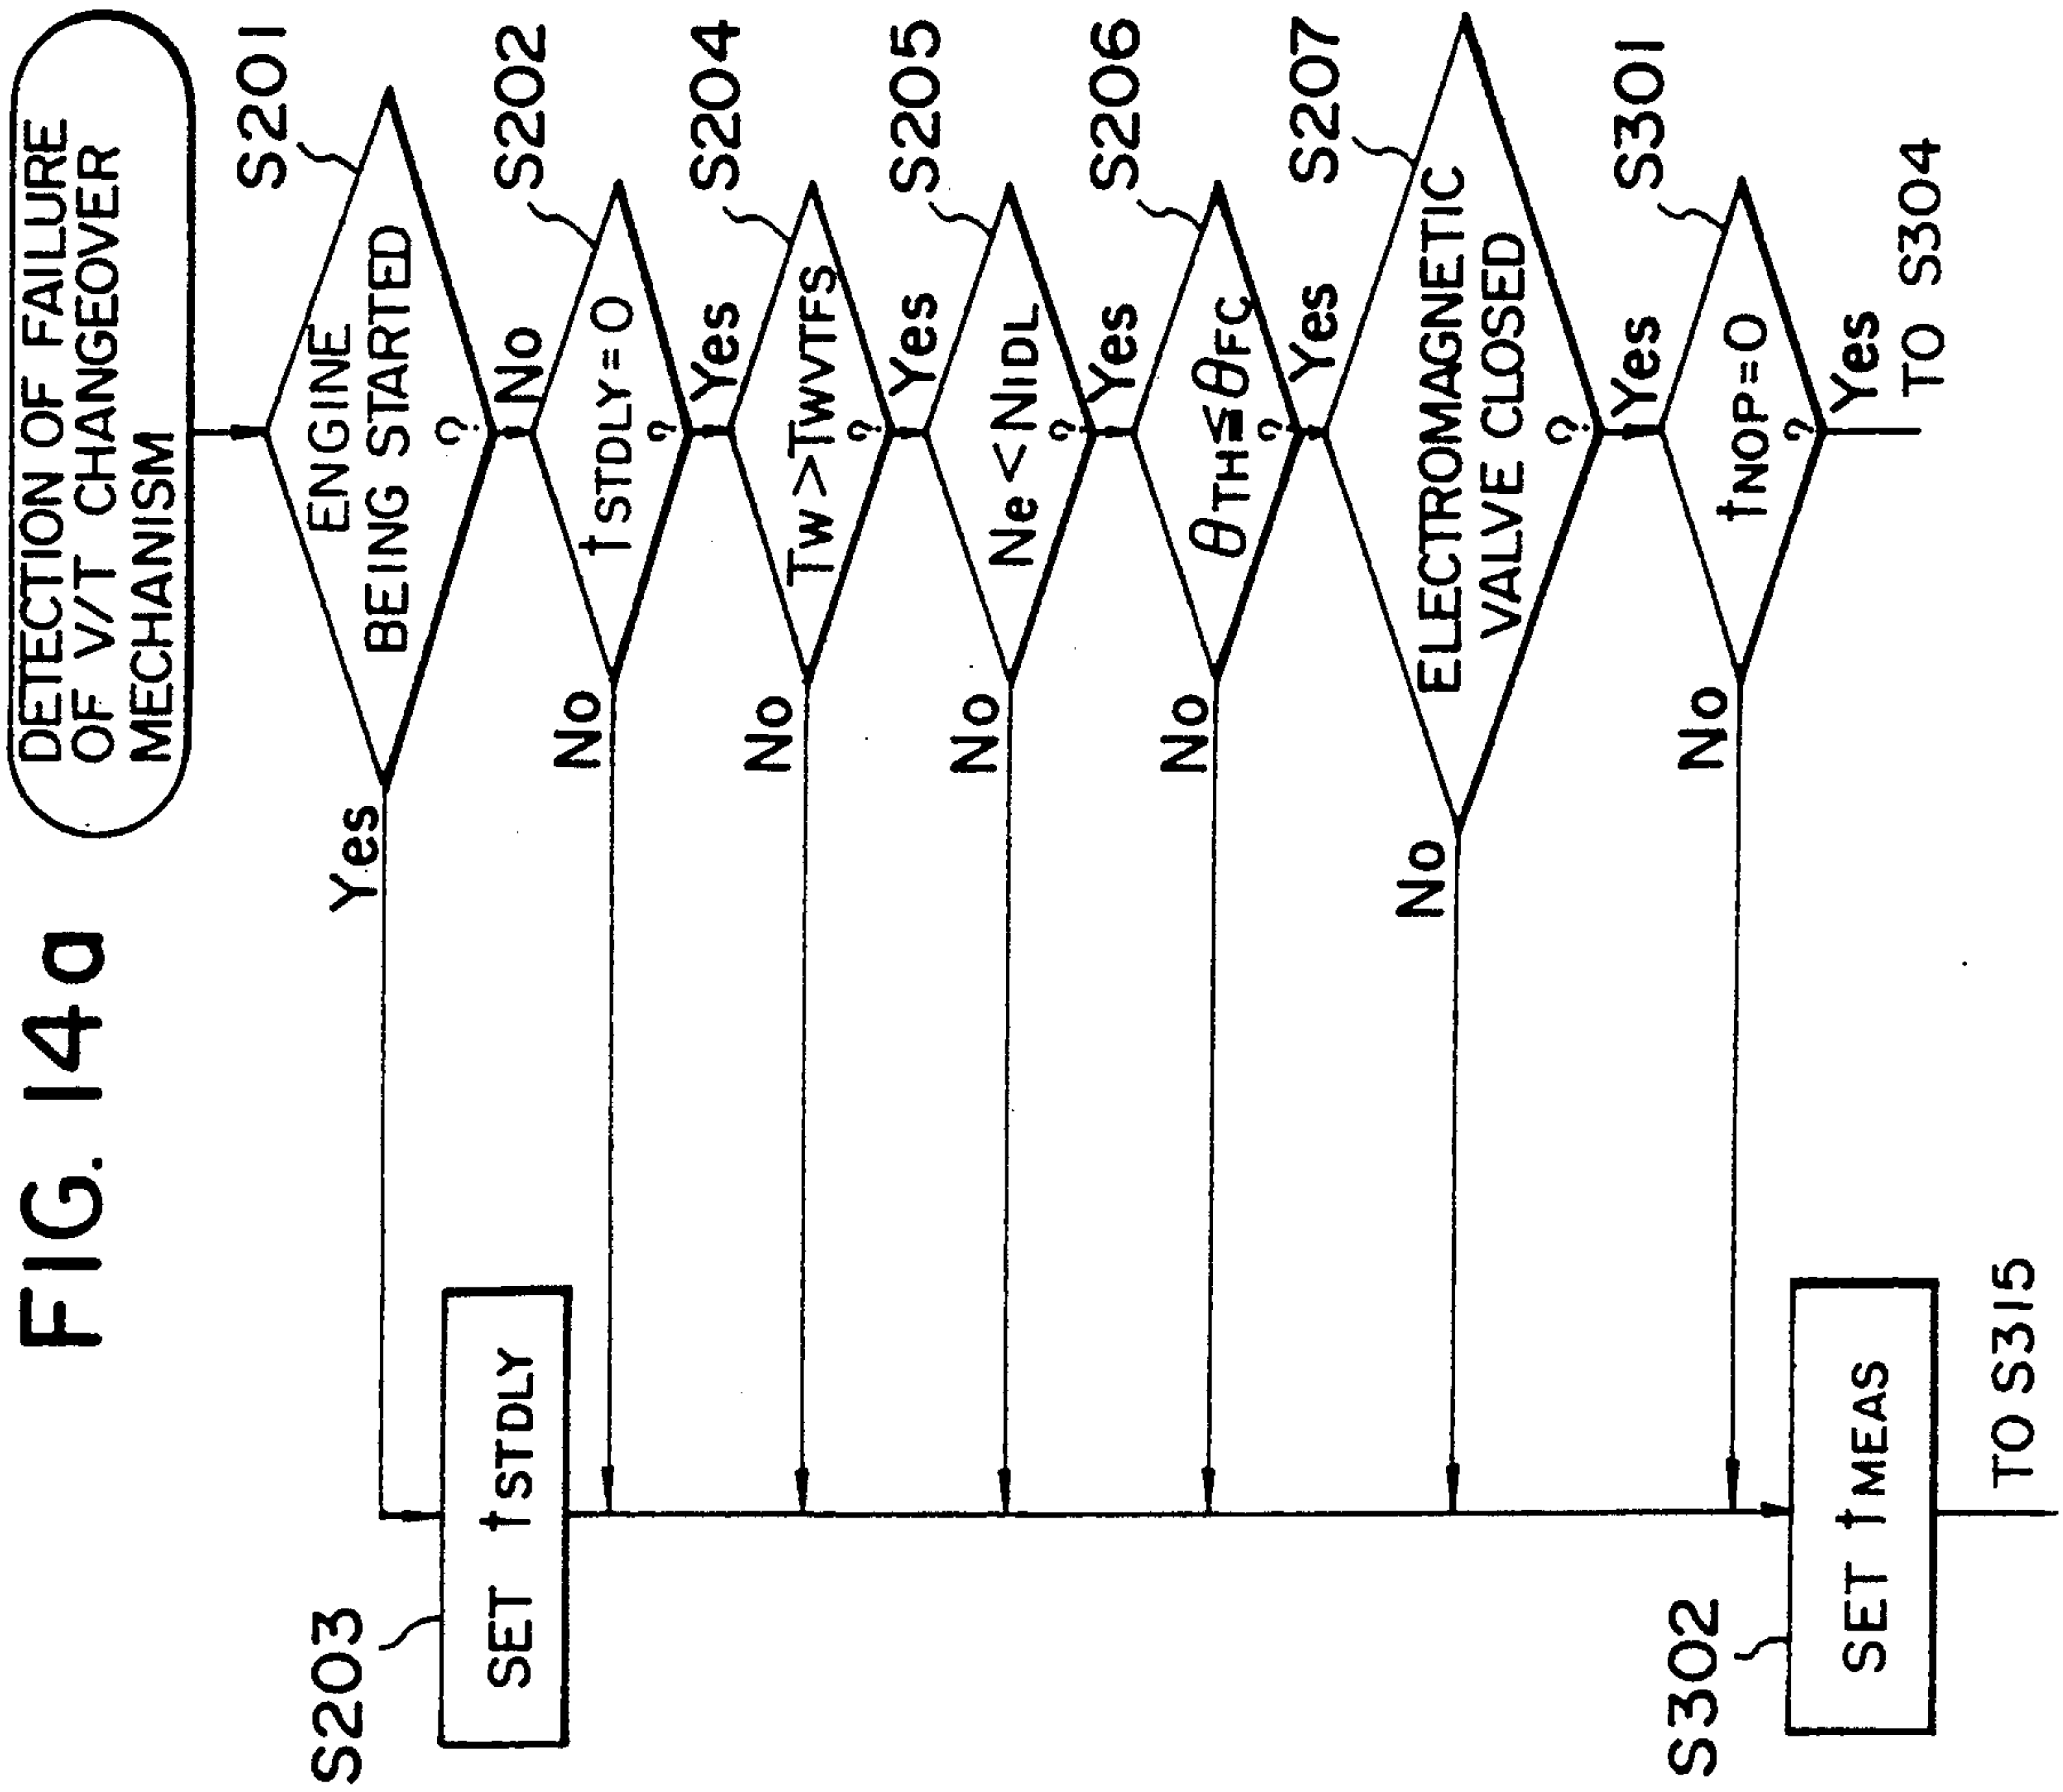 FIG. 14a
DETECTION OF FAILURE
OF V/T CHANGEOVER
MECHANISM
S201
ENGINE
BEING STARTED
?
Yes
No
S203
SET tSTDLY
S202
tSTDLY=0
?
No
Yes
S204
TW>TWVTFS
?
No
Yes
S205
Ne<NIDL
?
No
Yes
S206
θTH≤θFC
?
No
Yes
S207
ELECTROMAGNETIC
VALVE CLOSED
?
No
Yes
S301
tNOP=0
?
No
Yes
TO S304
S302
SET tMEAS
TO S315